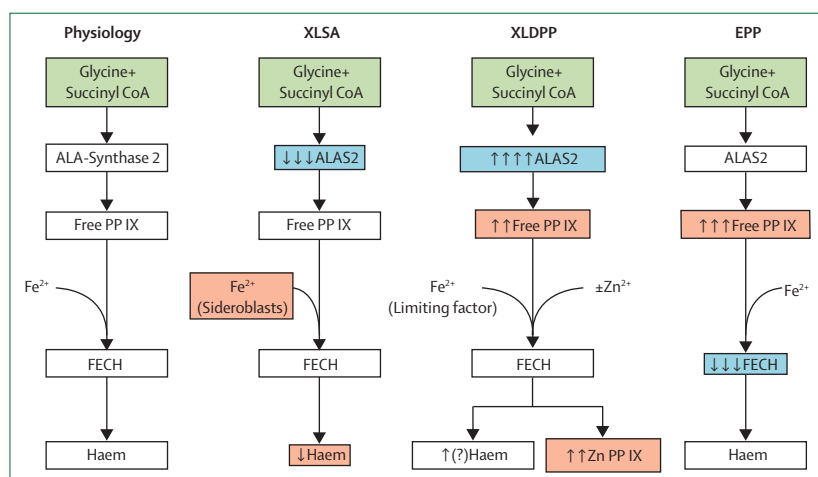 Physiology
XLSA
XLDPP
EPP
Glycine+
Succinyl CoA
Glycine+
Succinyl CoA
Glycine+
Succinyl CoA
Glycine+
Succinyl CoA
ALA-Synthase 2
↓↓↓ALAS2
↑↑↑↑ALAS2
ALAS2
Free PP IX
Free PP IX
↑↑Free PP IX
↑↑↑Free PP IX
Fe²⁺
Fe²⁺
(Sideroblasts)
Fe²⁺
(Limiting factor)
±Zn²⁺
Fe²⁺
FECH
FECH
FECH
↓↓↓FECH
Haem
↓Haem
↑(?)Haem
↑↑Zn PP IX
Haem